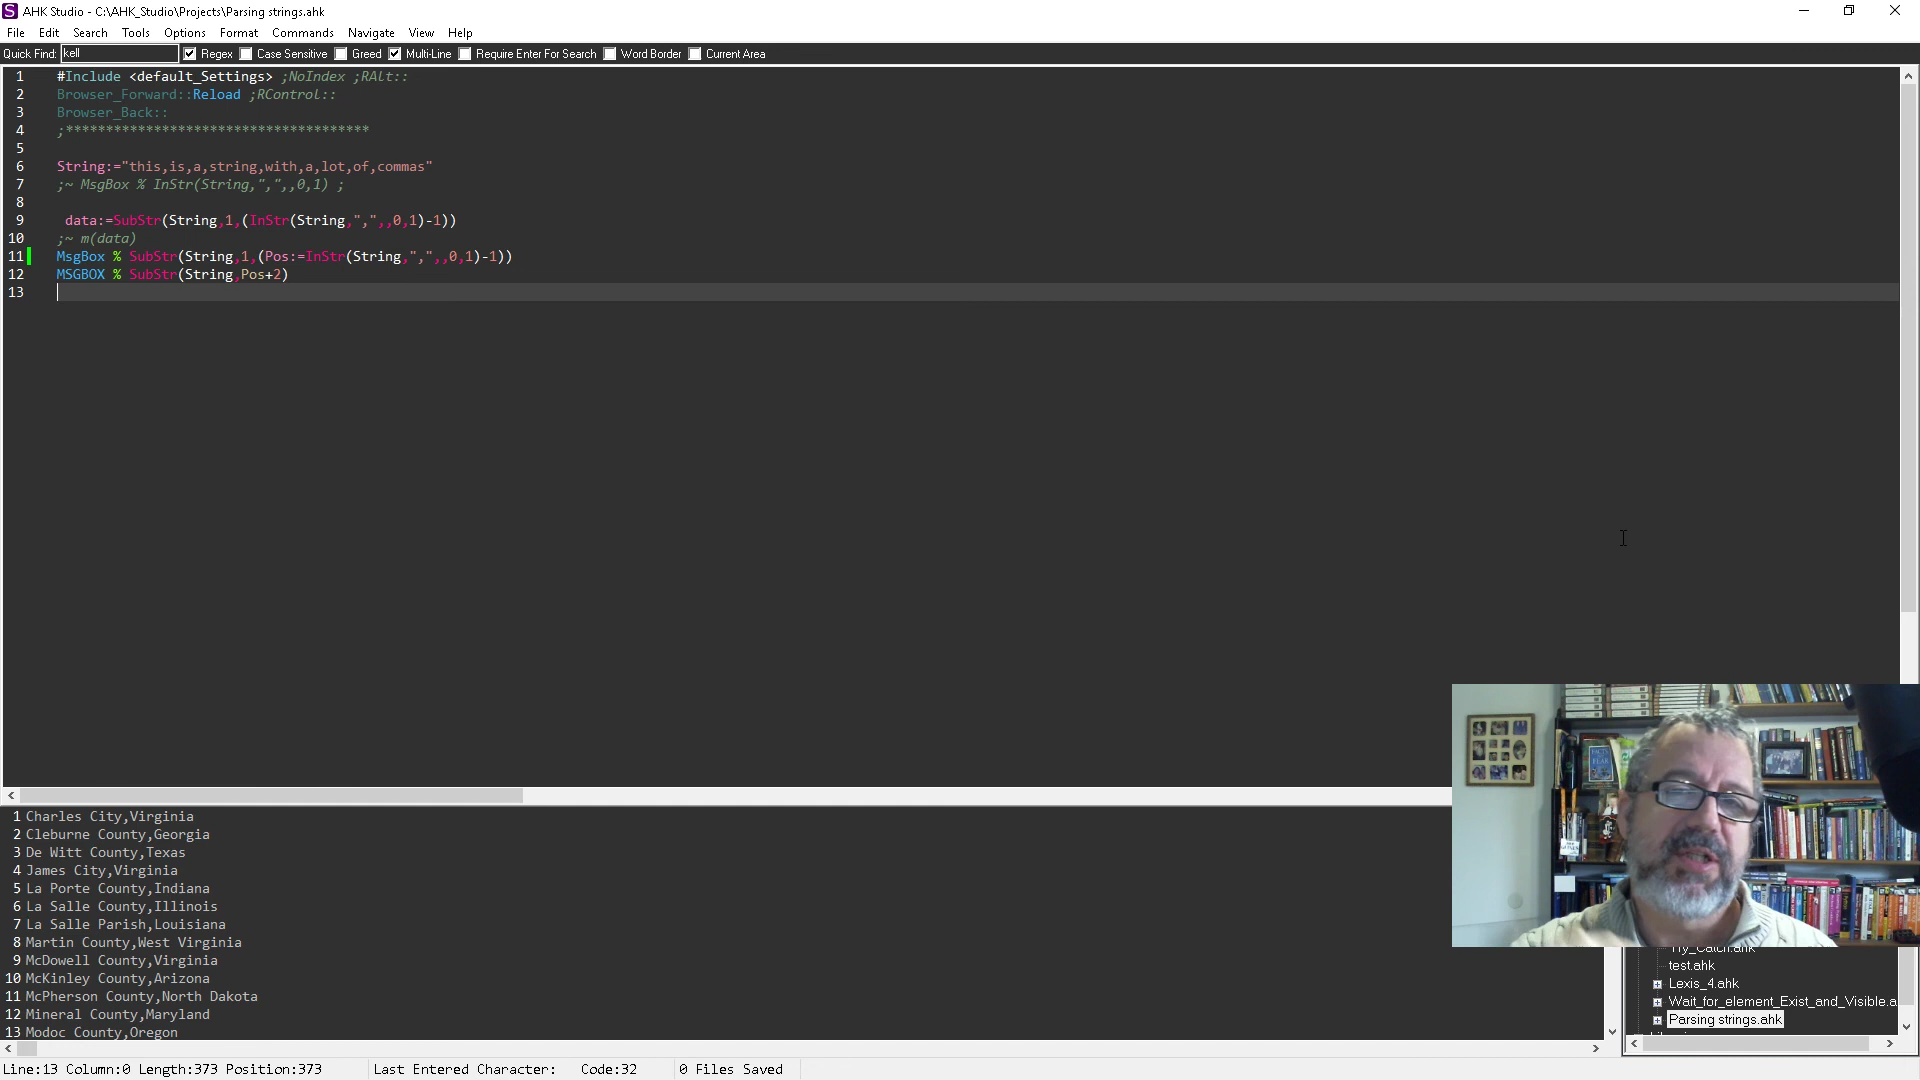 AHK Studio - C:\AHK_Studio\Projects\Parsing strings.ahk
File Edit Search Tools Options Format Commands Navigate View Help
Quick Find: kell Regex Case Sensitive Greed Multi-Line Require Enter For Search Word Border Current Area
1 #Include <default_Settings> ;NoIndex ;RAlt::
2 Browser_Forward::Reload ;RControl::
3 Browser_Back::
4 ;**************************************
5
6 String:="this,is,a,string,with,a,lot,of,commas"
7 ;~ MsgBox % InStr(String,",",,0,1) ;
8
9 data:=SubStr(String,1,(InStr(String,",",,0,1)-1))
10 ;~ m(data)
11 MsgBox % SubStr(String,1,(Pos:=InStr(String,",",,0,1)-1))
12 MSGBOX % SubStr(String,Pos+2)
13
1 Charles City,Virginia
2 Cleburne County,Georgia
3 De Witt County,Texas
4 James City,Virginia
5 La Porte County,Indiana
6 La Salle County,Illinois
7 La Salle Parish,Louisiana
8 Martin County,West Virginia
9 McDowell County,Virginia
10 McKinley County,Arizona
11 McPherson County,North Dakota
12 Mineral County,Maryland
13 Modoc County,Oregon
Try_Catch.ahk
test.ahk
Lexis_4.ahk
Wait_for_element_Exist_and_Visible.a
Parsing strings.ahk
Line:13 Column:0 Length:373 Position:373 Last Entered Character: Code:32 0 Files Saved